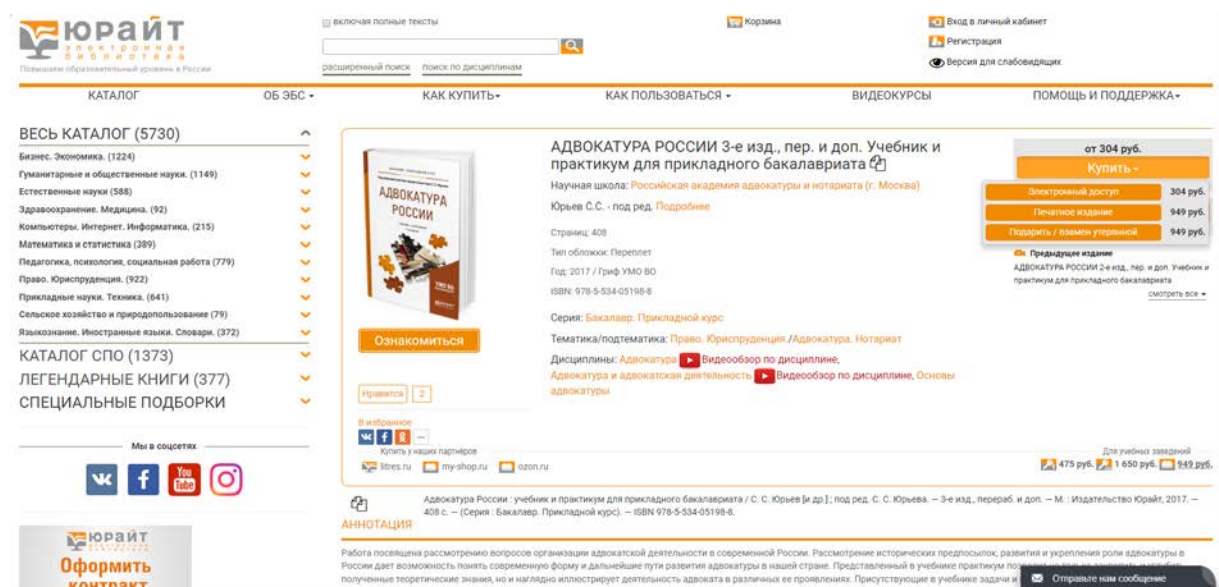 юрайт
электронная
библиотека
Повышаем образовательный уровень в России
включая полные тексты
расширенный поиск поиск по дисциплинам
Корзина
Вход в личный кабинет
Регистрация
Версия для слабовидящих
КАТАЛОГ ОБ ЭБС КАК КУПИТЬ КАК ПОЛЬЗОВАТЬСЯ ВИДЕОКУРСЫ ПОМОЩЬ И ПОДДЕРЖКА
ВЕСЬ КАТАЛОГ (5730)
Бизнес. Экономика. (1224)
Гуманитарные и общественные науки. (1149)
Естественные науки (588)
Здравоохранение. Медицина. (92)
Компьютеры. Интернет. Информатика. (215)
Математика и статистика (389)
Педагогика, психология, социальная работа (779)
Право. Юриспруденция. (922)
Прикладные науки. Техника. (641)
Сельское хозяйство и природопользование (79)
Языкознание. Иностранные языки. Словари. (372)
КАТАЛОГ СПО (1373)
ЛЕГЕНДАРНЫЕ КНИГИ (377)
СПЕЦИАЛЬНЫЕ ПОДБОРКИ
Мы в соцсетях
You
Tube
юрайт
Оформить
контракт
АДВОКАТУРА
РОССИИ
УМО ВО
Ознакомиться
Нравится 2
В избранное
АДВОКАТУРА РОССИИ 3-е изд., пер. и доп. Учебник и
практикум для прикладного бакалавриата
Научная школа: Российская академия адвокатуры и нотариата (г. Москва)
Юрьев С.С. - под ред. Подробнее
Страниц: 408
Тип обложки: Переплет
Год: 2017 / Гриф УМО ВО
ISBN: 978-5-534-05198-8
Серия: Бакалавр. Прикладной курс
Тематика/подтематика: Право. Юриспруденция./Адвокатура. Нотариат
Дисциплины: Адвокатура Видеообзор по дисциплине,
Адвокатура и адвокатская деятельность Видеообзор по дисциплине, Основы
адвокатуры
от 304 руб.
Купить
Электронный доступ 304 руб.
Печатное издание 949 руб.
Подарить / взамен утерянной 949 руб.
Предыдущее издание
АДВОКАТУРА РОССИИ 2-е изд., пер. и доп. Учебник и
практикум для прикладного бакалавриата
смотреть все
Купить у наших партнёров
litres.ru my-shop.ru ozon.ru
Для учебных заведений
475 руб. 1 650 руб. 949 руб.
Адвокатура России : учебник и практикум для прикладного бакалавриата / С. С. Юрьев [и др.] ; под ред. С. С. Юрьева. — 3-е изд., перераб. и доп. — М. : Издательство Юрайт, 2017. —
408 с. — (Серия : Бакалавр. Прикладной курс). — ISBN 978-5-534-05198-8.
АННОТАЦИЯ
Работа посвящена рассмотрению вопросов организации адвокатской деятельности в современной России. Рассмотрение исторических предпосылок, развития и укрепления роли адвокатуры в
России дает возможность понять современную форму и дальнейшие пути развития адвокатуры в нашей стране. Представленный в учебнике практикум
полученные теоретические знания, но и наглядно иллюстрирует деятельность адвоката в различных ее проявлениях. Присутствующие в учебнике задачи и
Отправьте нам сообщение